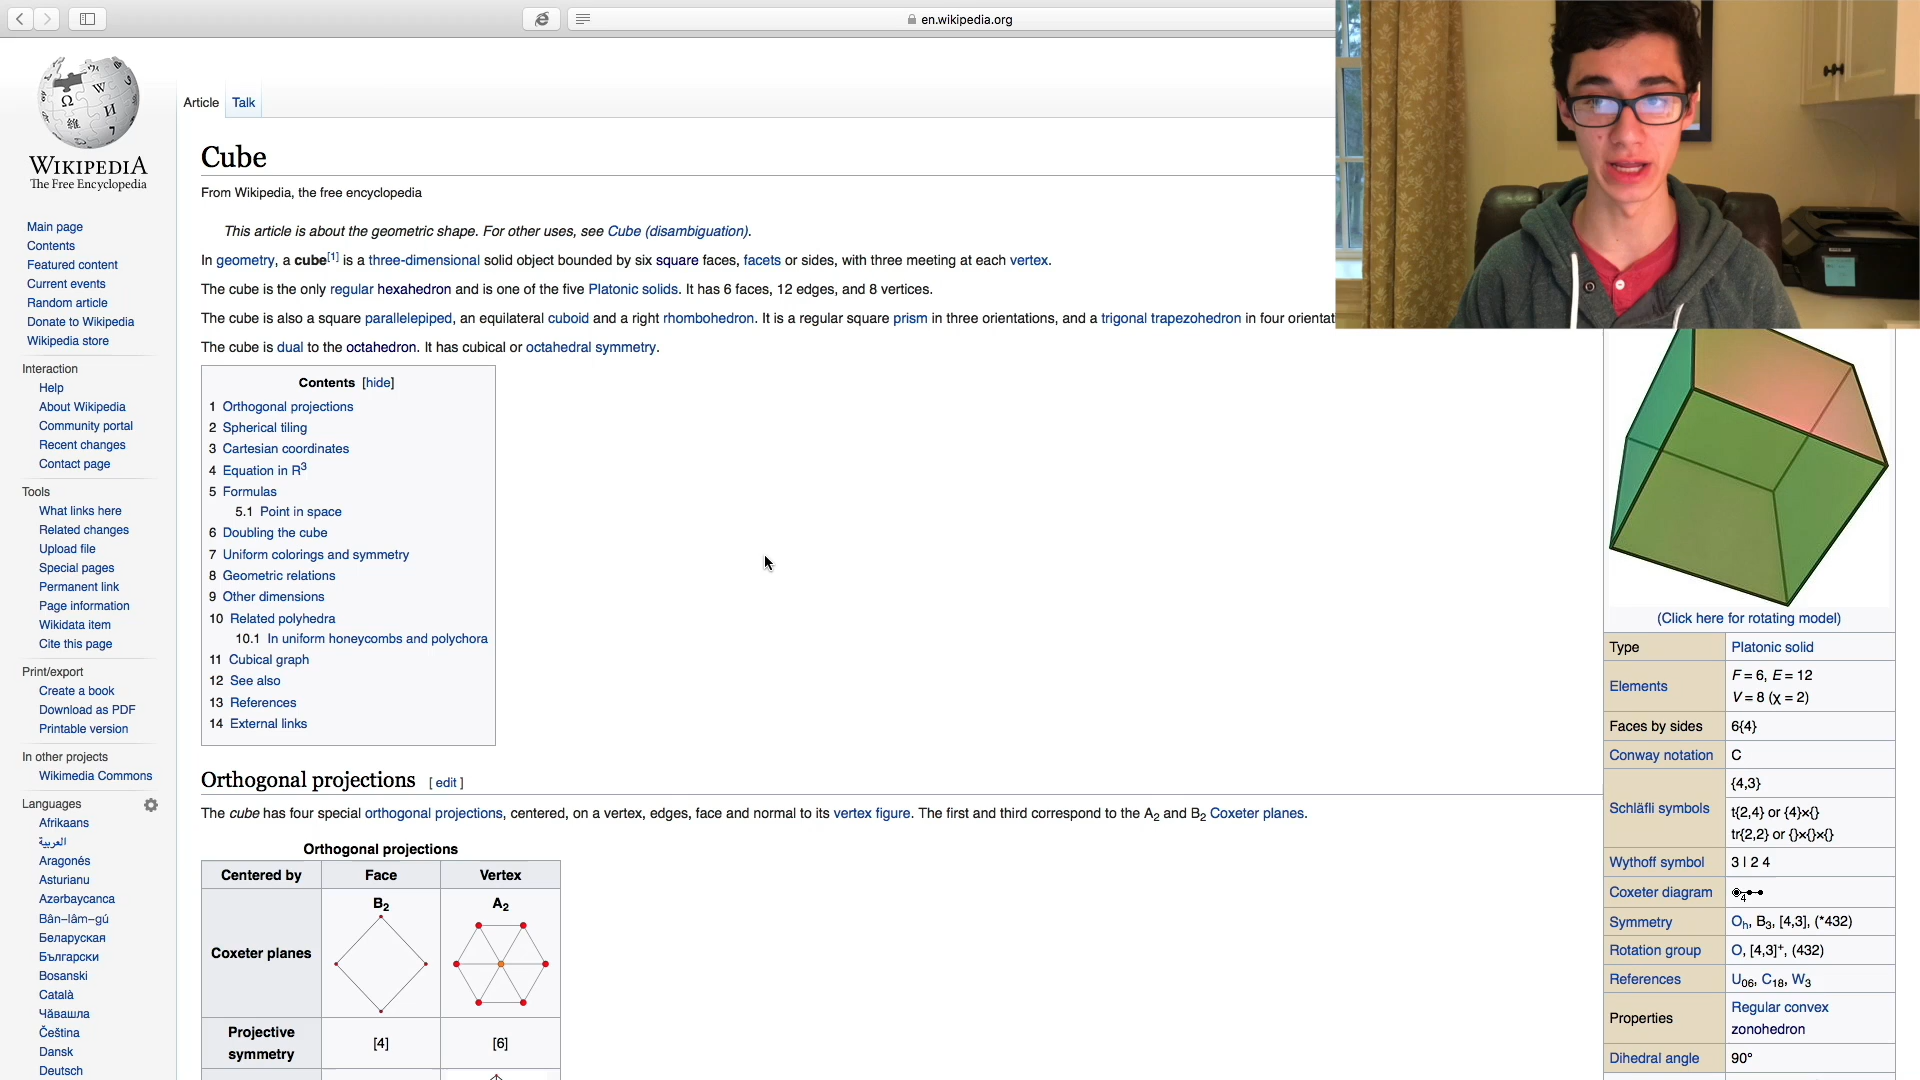 en.wikipedia.org
WIKIPEDIA
The Free Encyclopedia
Main page
Contents
Featured content
Current events
Random article
Donate to Wikipedia
Wikipedia store
Interaction
Help
About Wikipedia
Community portal
Recent changes
Contact page
Tools
What links here
Related changes
Upload file
Special pages
Permanent link
Page information
Wikidata item
Cite this page
Print/export
Create a book
Download as PDF
Printable version
In other projects
Wikimedia Commons
Languages
Afrikaans
العربية
Aragonés
Asturianu
Azərbaycanca
Bân-lâm-gú
Беларуская
Български
Bosanski
Català
Чӑвашла
Čeština
Dansk
Deutsch
Article Talk
Cube
From Wikipedia, the free encyclopedia
This article is about the geometric shape. For other uses, see Cube (disambiguation).
In geometry, a cube[1] is a three-dimensional solid object bounded by six square faces, facets or sides, with three meeting at each vertex.
The cube is the only regular hexahedron and is one of the five Platonic solids. It has 6 faces, 12 edges, and 8 vertices.
The cube is also a square parallelepiped, an equilateral cuboid and a right rhombohedron. It is a regular square prism in three orientations, and a trigonal trapezohedron in four orientat
The cube is dual to the octahedron. It has cubical or octahedral symmetry.
Contents [hide]
1 Orthogonal projections
2 Spherical tiling
3 Cartesian coordinates
4 Equation in R³
5 Formulas
5.1 Point in space
6 Doubling the cube
7 Uniform colorings and symmetry
8 Geometric relations
9 Other dimensions
10 Related polyhedra
10.1 In uniform honeycombs and polychora
11 Cubical graph
12 See also
13 References
14 External links
Orthogonal projections [ edit ]
The cube has four special orthogonal projections, centered, on a vertex, edges, face and normal to its vertex figure. The first and third correspond to the A₂ and B₂ Coxeter planes.
Orthogonal projections
Centered by Face Vertex
Coxeter planes B₂ A₂
Projective symmetry [4] [6]
(Click here for rotating model)
Type Platonic solid
Elements F = 6, E = 12
V = 8 (χ = 2)
Faces by sides 6{4}
Conway notation C
Schläfli symbols {4,3}
t{2,4} or {4}×{}
tr{2,2} or {}×{}×{}
Wythoff symbol 3 | 2 4
Coxeter diagram 4
Symmetry Oₕ, B₃, [4,3], (*432)
Rotation group O, [4,3]⁺, (432)
References U₀₆, C₁₈, W₃
Properties Regular convex
zonohedron
Dihedral angle 90°